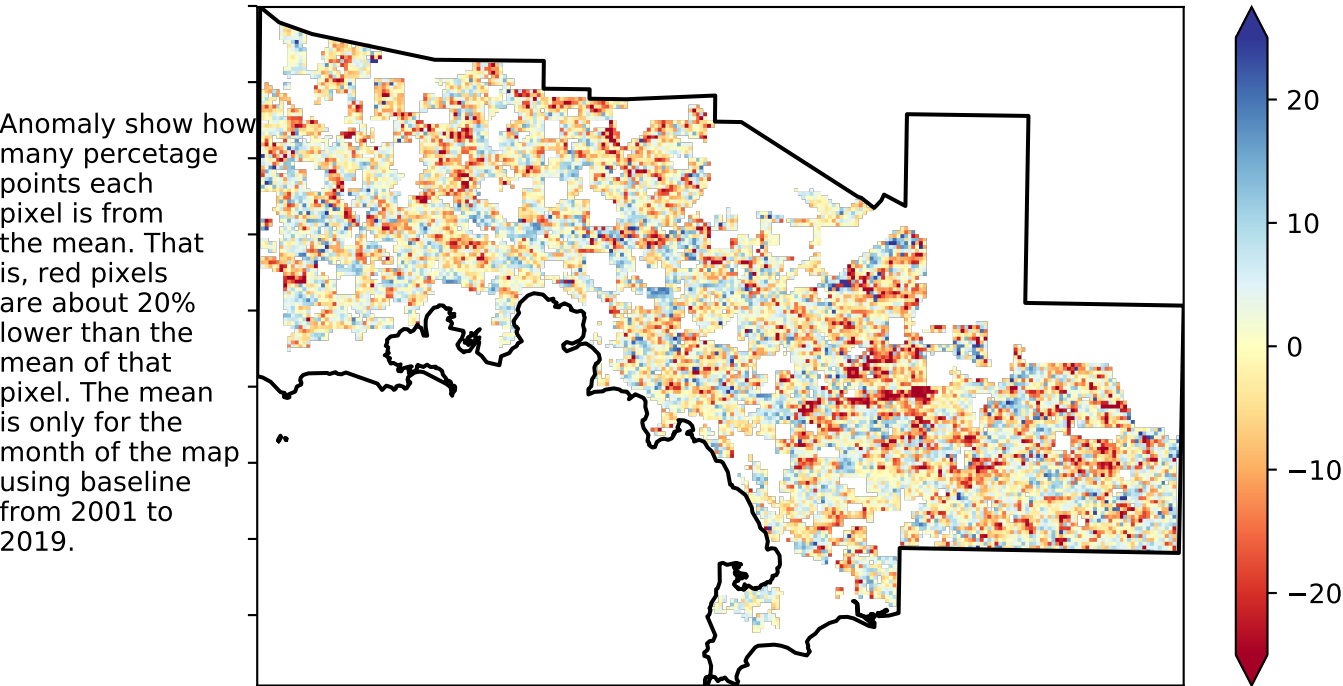 Anomaly show how
many percetage
points each
pixel is from
the mean. That
is, red pixels
are about 20%
lower than the
mean of that
pixel. The mean
is only for the
month of the map
using baseline
from 2001 to
2019.
20
10
0
−10
−20